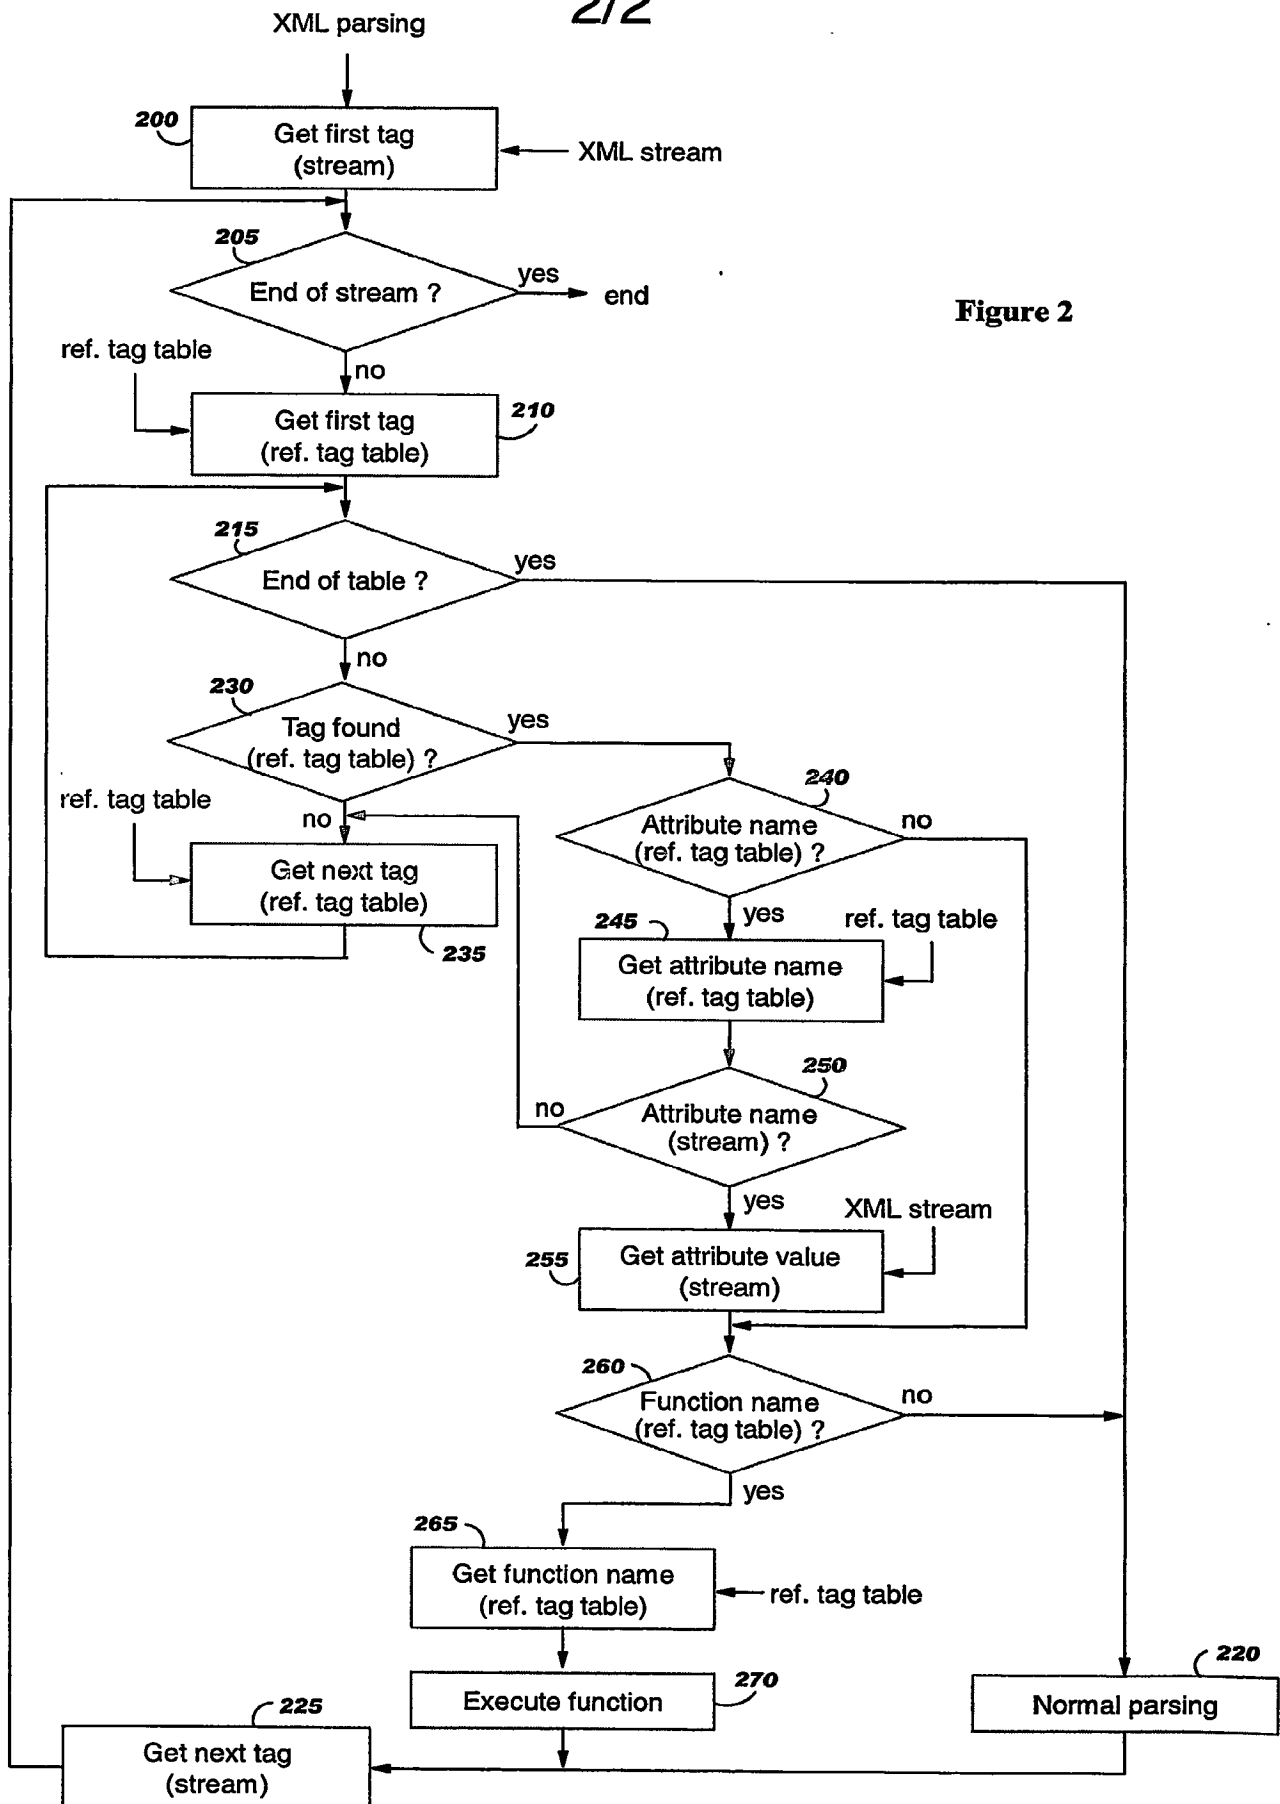 2/2
XML parsing
200
Get first tag
(stream)
XML stream
205
End of stream ?
yes
end
Figure 2
ref. tag table
no
210
Get first tag
(ref. tag table)
215
End of table ?
yes
no
230
Tag found
(ref. tag table) ?
yes
240
ref. tag table
no
Attribute name
(ref. tag table) ?
no
Get next tag
(ref. tag table)
235
yes
245
ref. tag table
Get attribute name
(ref. tag table)
250
no
Attribute name
(stream) ?
yes
XML stream
255
Get attribute value
(stream)
260
Function name
(ref. tag table) ?
no
yes
265
Get function name
(ref. tag table)
ref. tag table
270
Execute function
220
Normal parsing
225
Get next tag
(stream)